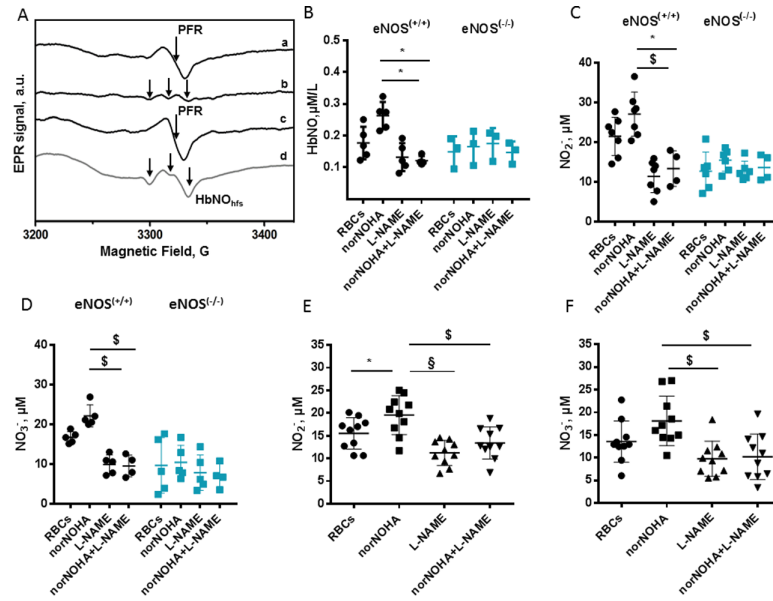 A
PFR
a
b
PFR
c
d
HbNOhfs
EPR signal, a.u.
3200 3300 3400
Magnetic Field, G
B
eNOS(+/+) eNOS(-/-)
* 
*
HbNO,µM/L
0.5
0.4
0.3
0.2
0.1
RBCs norNOHA L-NAME norNOHA+L-NAME RBCs norNOHA L-NAME norNOHA+L-NAME
C
eNOS(+/+) eNOS(-/-)
*
$
NO2-; µM
40
30
20
10
0
RBCs norNOHA L-NAME norNOHA+L-NAME RBCs norNOHA L-NAME norNOHA+L-NAME
D
eNOS(+/+) eNOS(-/-)
$
$
NO3-; µM
40
30
20
10
0
RBCs norNOHA L-NAME norNOHA+L-NAME RBCs norNOHA L-NAME norNOHA+L-NAME
E
$
* §
NO2-; µM
35
30
25
20
15
10
5
0
RBCs norNOHA L-NAME norNOHA+L-NAME
F
$
$
NO3-; µM
35
30
25
20
15
10
5
0
RBCs norNOHA L-NAME norNOHA+L-NAME